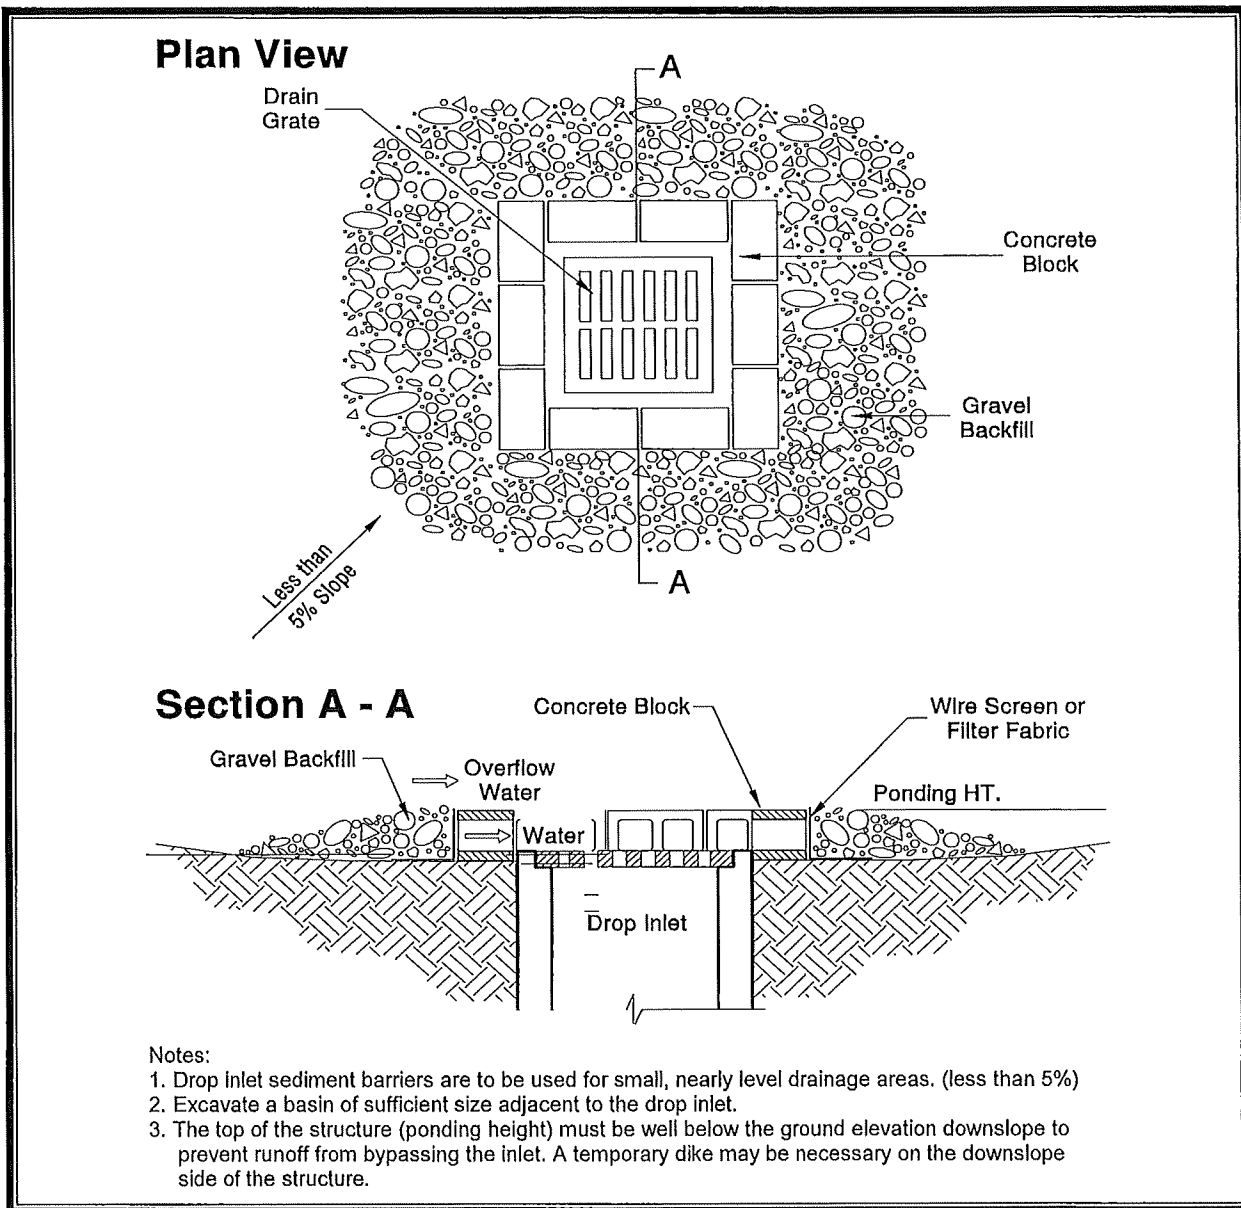 Plan View
A
Drain
Grate
Concrete
Block
Gravel
Backfill
A
Less than
5% Slope
Section A - A
Concrete Block
Wire Screen or
Filter Fabric
Gravel Backfill
Overflow
Water
Ponding HT.
Water
Drop Inlet
Notes:
1. Drop inlet sediment barriers are to be used for small, nearly level drainage areas. (less than 5%)
2. Excavate a basin of sufficient size adjacent to the drop inlet.
3. The top of the structure (ponding height) must be well below the ground elevation downslope to
prevent runoff from bypassing the inlet. A temporary dike may be necessary on the downslope
side of the structure.